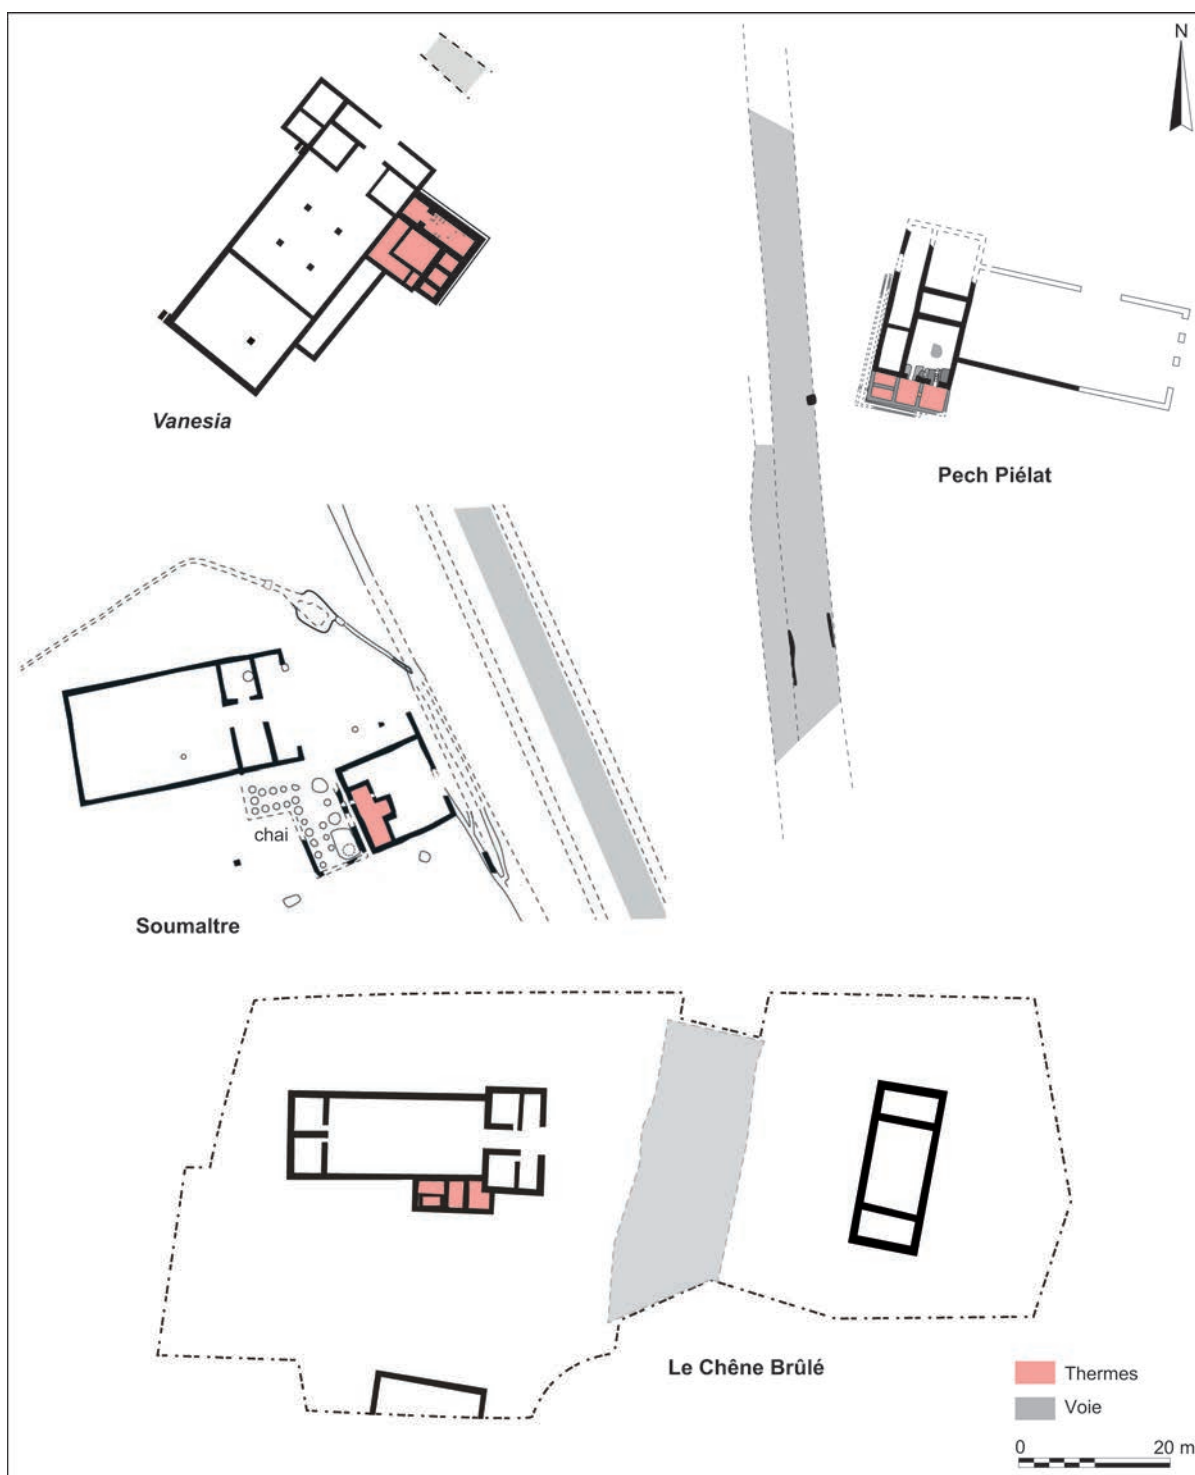 N
Vanesia
Pech Piélat
chai
Soumaltre
Le Chêne Brûlé
Thermes
Voie
0 20 m